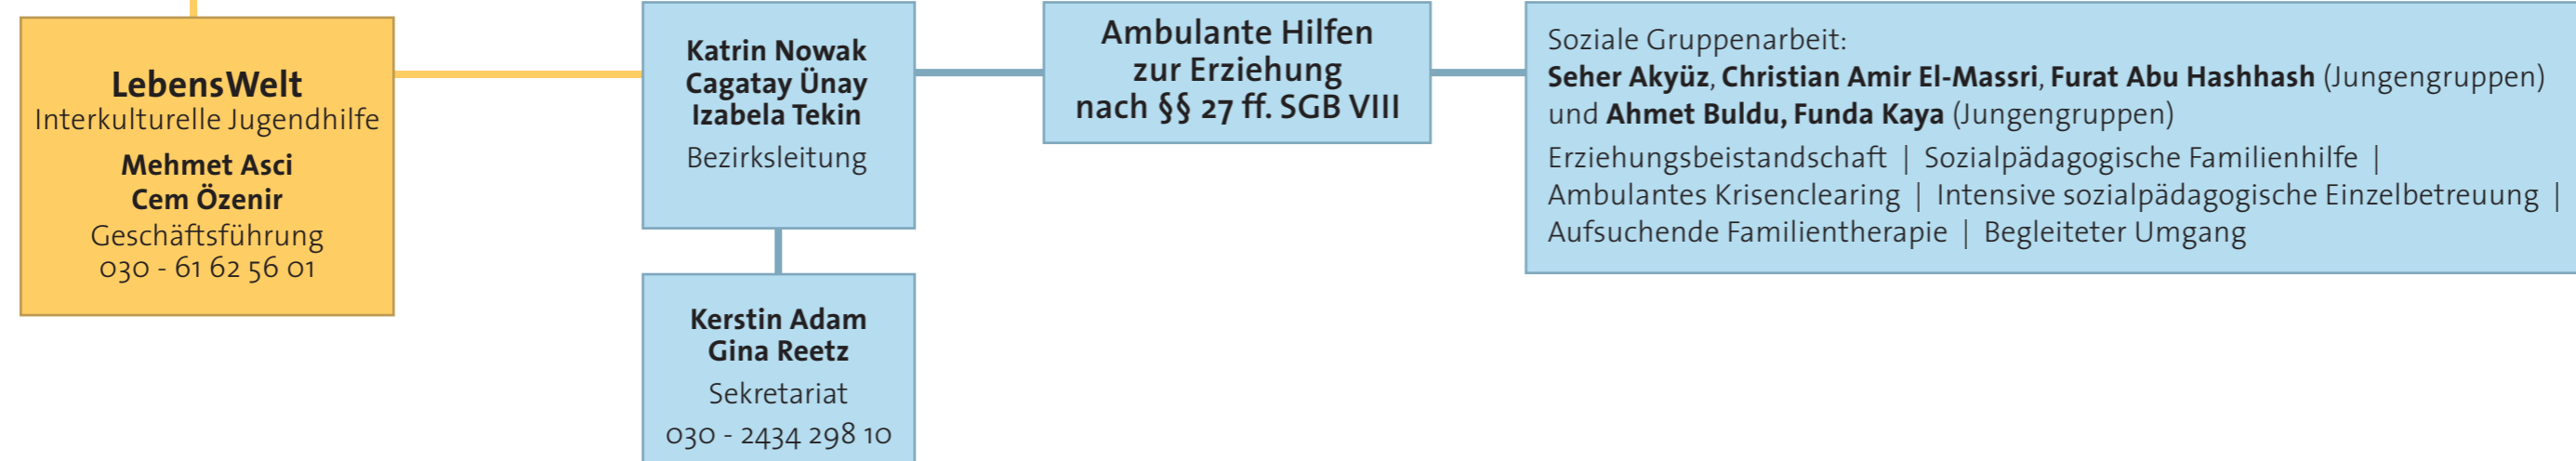 LebensWelt
Interkulturelle Jugendhilfe
Mehmet Asci
Cem Özenir
Geschäftsführung
030 - 61 62 56 01
Katrin Nowak
Cagatay Ünay
Izabela Tekin
Bezirksleitung
Kerstin Adam
Gina Reetz
Sekretariat
030 - 2434 298 10
Ambulante Hilfen
zur Erziehung
nach §§ 27 ff. SGB VIII
Soziale Gruppenarbeit:
Seher Akyüz, Christian Amir El-Massri, Furat Abu Hashhash (Jungengruppen)
und Ahmet Buldu, Funda Kaya (Jungengruppen)
Erziehungsbeistandschaft | Sozialpädagogische Familienhilfe |
Ambulantes Krisenclearing | Intensive sozialpädagogische Einzelbetreuung |
Aufsuchende Familientherapie | Begleiteter Umgang